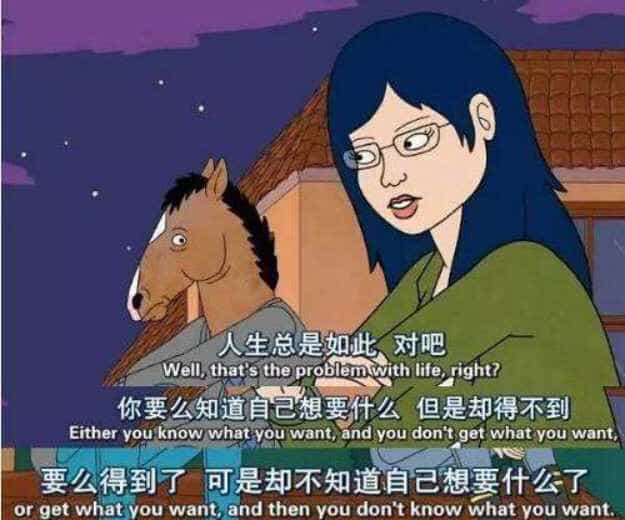 人生总是如此 对吧
Well, that's the problem with life, right?
你要么知道自己想要什么 但是却得不到
Either you know what you want, and you don't get what you want,
要么得到了 可是却不知道自己想要什么了
or get what you want, and then you don't know what you want.